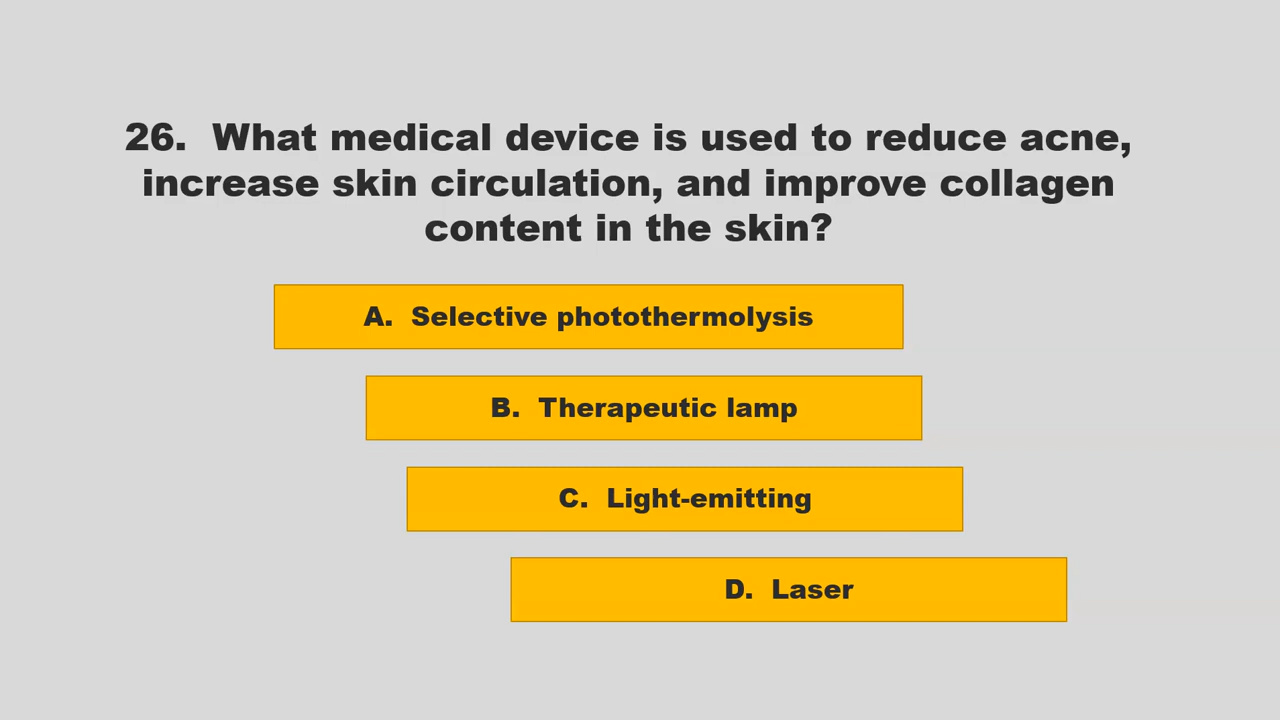 26.  What medical device is used to reduce acne,
increase skin circulation, and improve collagen
content in the skin?
A.  Selective photothermolysis
B.  Therapeutic lamp
C.  Light-emitting
D.  Laser